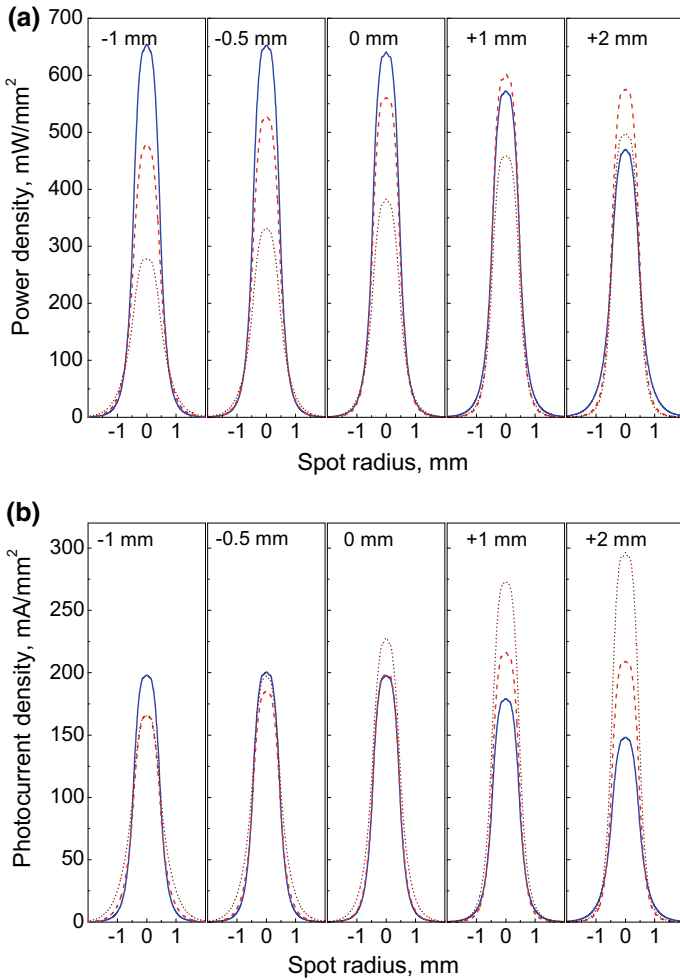 (a)
700
600
500
400
300
200
100
0
Power density, mW/mm²
-1 mm
-0.5 mm
0 mm
+1 mm
+2 mm
-1 0 1 -1 0 1 -1 0 1 -1 0 1 -1 0 1
Spot radius, mm
(b)
300
250
200
150
100
50
0
Photocurrent density, mA/mm²
-1 mm
-0.5 mm
0 mm
+1 mm
+2 mm
-1 0 1 -1 0 1 -1 0 1 -1 0 1 -1 0 1
Spot radius, mm